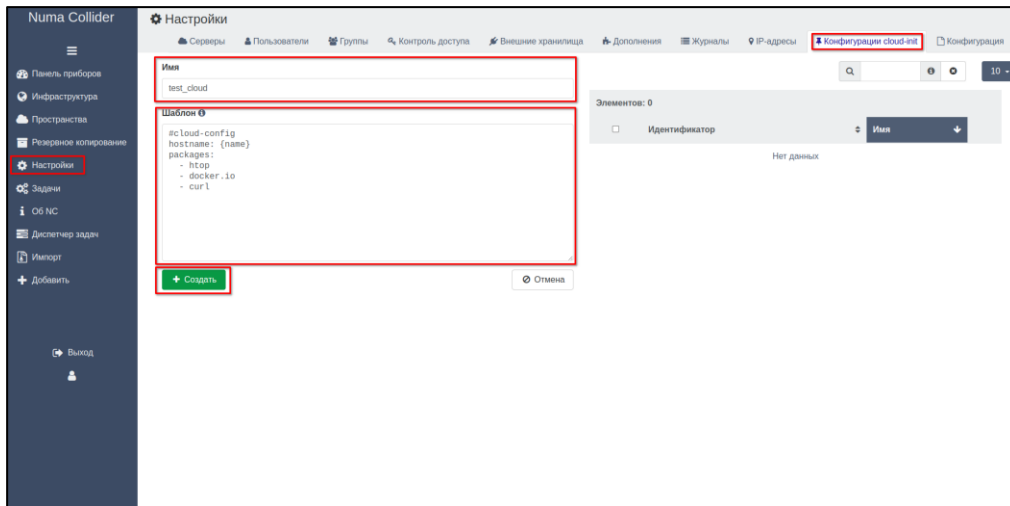 Numa Collider
Настройки
Серверы Пользователи Группы Контроль доступа Внешние хранилища Дополнения Журналы IP-адреса Конфигурации cloud-init Конфигурация
Панель приборов
Инфраструктура
Пространства
Резервное копирование
Настройки
Задачи
Об NC
Диспетчер задач
Импорт
Добавить
Выход
Имя
test_cloud
Шаблон
#cloud-config
hostname: {name}
packages:
- htop
- docker.io
- curl
Создать
Отмена
10
Элементов: 0
Идентификатор Имя
Нет данных